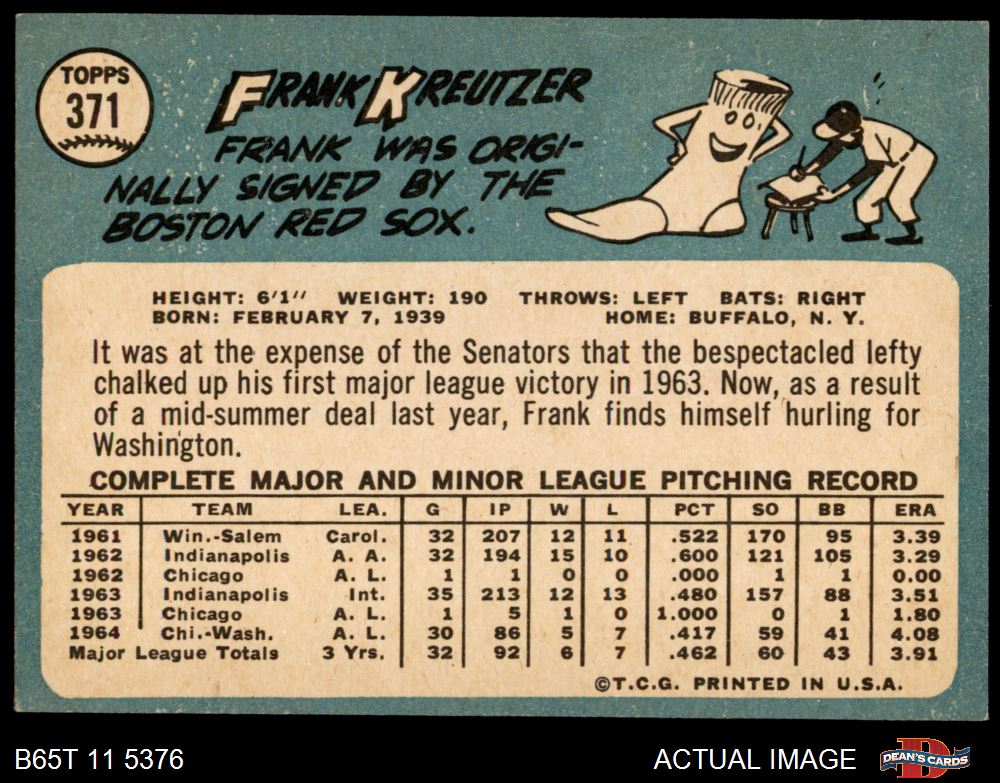 TOPPS
371
FRANK KREUTZER
FRANK WAS ORIGI-
NALLY SIGNED BY THE
BOSTON RED SOX.
HEIGHT: 6'1" WEIGHT: 190 THROWS: LEFT BATS: RIGHT
BORN: FEBRUARY 7, 1939 HOME: BUFFALO, N. Y.
It was at the expense of the Senators that the bespectacled lefty
chalked up his first major league victory in 1963. Now, as a result
of a mid-summer deal last year, Frank finds himself hurling for
Washington.
COMPLETE MAJOR AND MINOR LEAGUE PITCHING RECORD
YEAR TEAM LEA. G IP W L PCT SO BB ERA
1961 Win.-Salem Carol. 32 207 12 11 .522 170 95 3.39
1962 Indianapolis A. A. 32 194 15 10 .600 121 105 3.29
1962 Chicago A. L. 1 1 0 0 .000 1 1 0.00
1963 Indianapolis Int. 35 213 12 13 .480 157 88 3.51
1963 Chicago A. L. 1 5 1 0 1.000 0 1 1.80
1964 Chi.-Wash. A. L. 30 86 5 7 .417 59 41 4.08
Major League Totals 3 Yrs. 32 92 6 7 .462 60 43 3.91
©T.C.G. PRINTED IN U.S.A.
B65T 11 5376 ACTUAL IMAGE DEAN'S CARDS